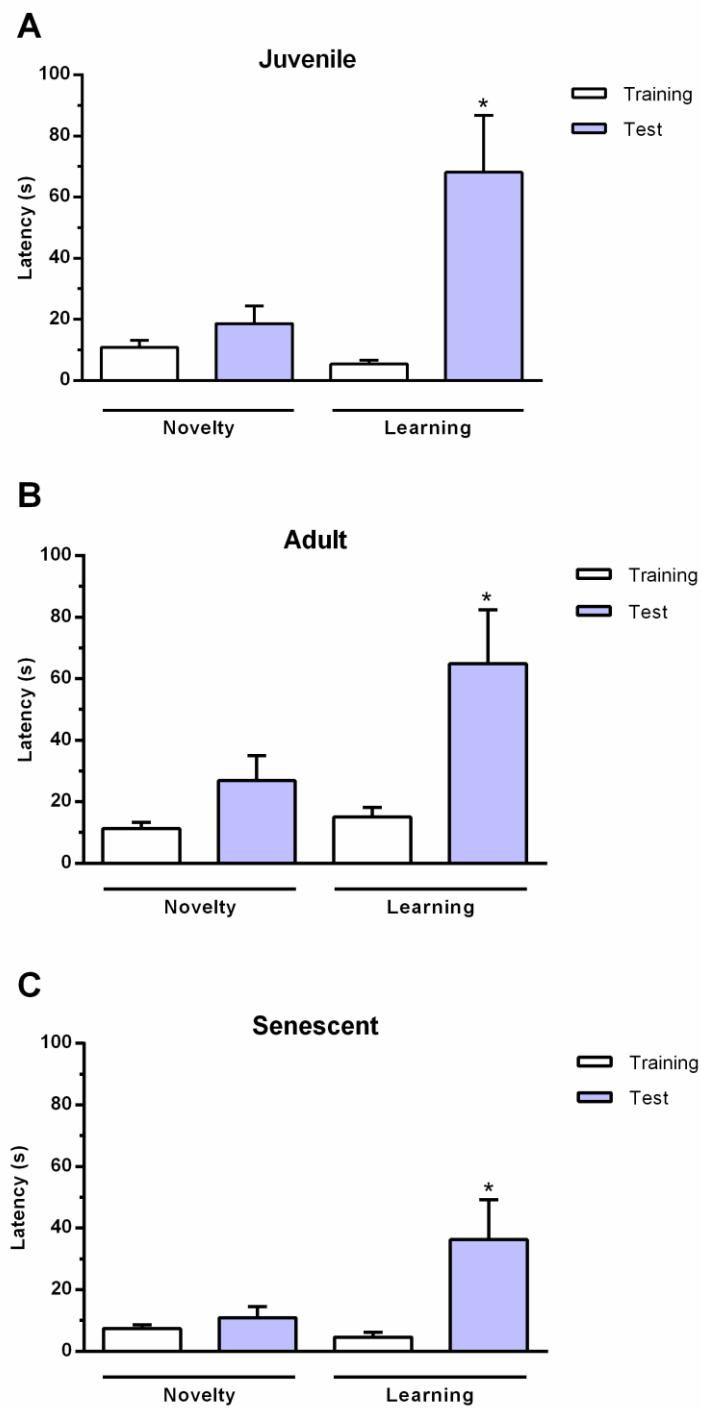 A
Juvenile
100
80
60
40
20
0
Latency (s)
*
Training
Test
Novelty
Learning
B
Adult
100
80
60
40
20
0
Latency (s)
*
Training
Test
Novelty
Learning
C
Senescent
100
80
60
40
20
0
Latency (s)
*
Training
Test
Novelty
Learning